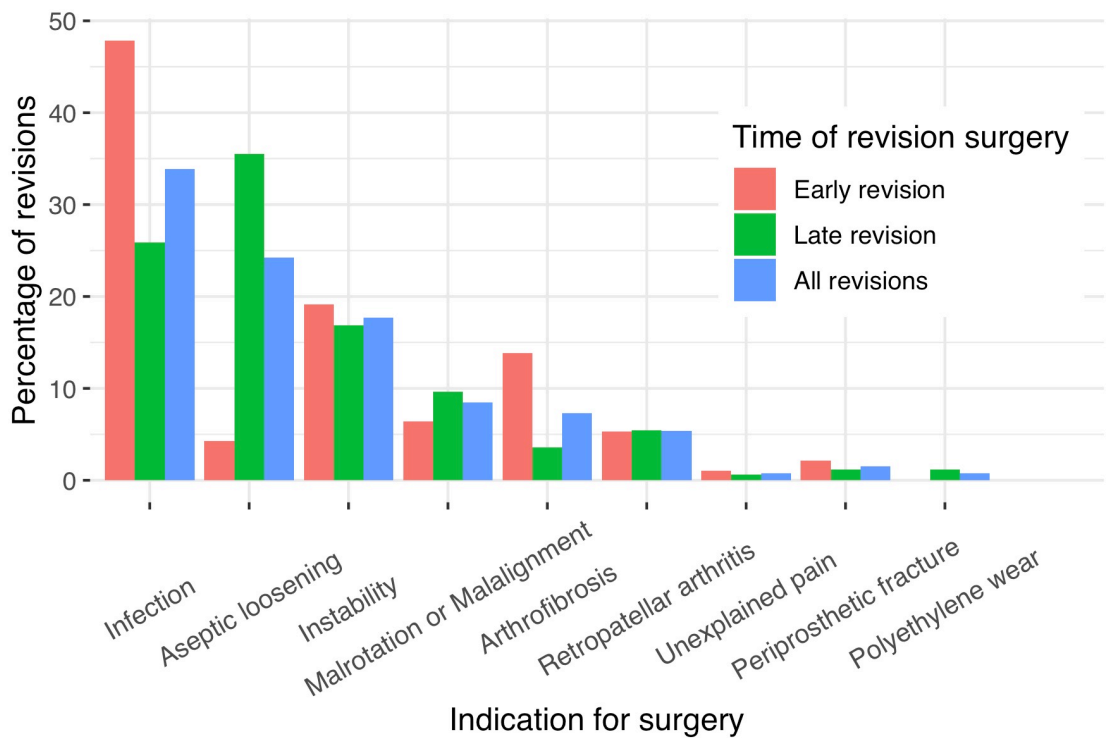 50
40
30
20
10
0
Percentage of revisions
Time of revision surgery
Early revision
Late revision
All revisions
Infection
Aseptic loosening
Instability
Malrotation or Malalignment
Arthrofibrosis
Retropatellar arthritis
Unexplained pain
Periprosthetic fracture
Polyethylene wear
Indication for surgery